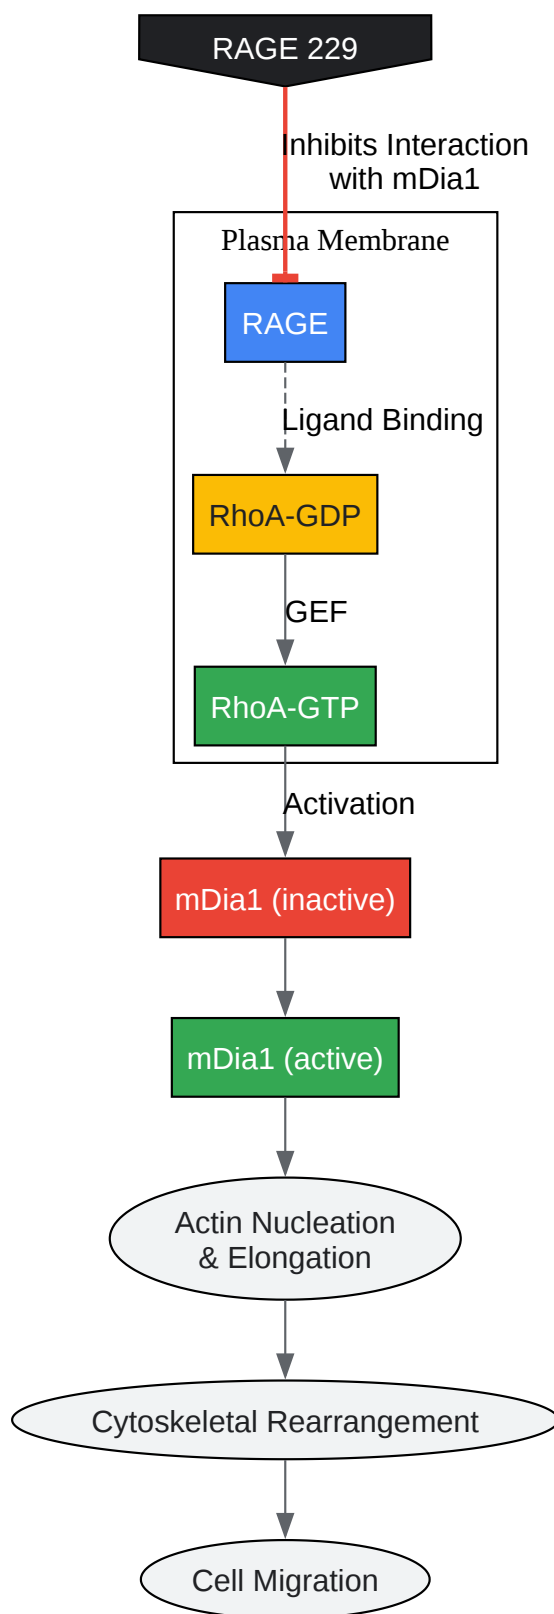 RAGE 229
Inhibits Interaction
with mDia1
Plasma Membrane
RAGE
Ligand Binding
RhoA-GDP
GEF
RhoA-GTP
Activation
mDia1 (inactive)
mDia1 (active)
Actin Nucleation
& Elongation
Cytoskeletal Rearrangement
Cell Migration